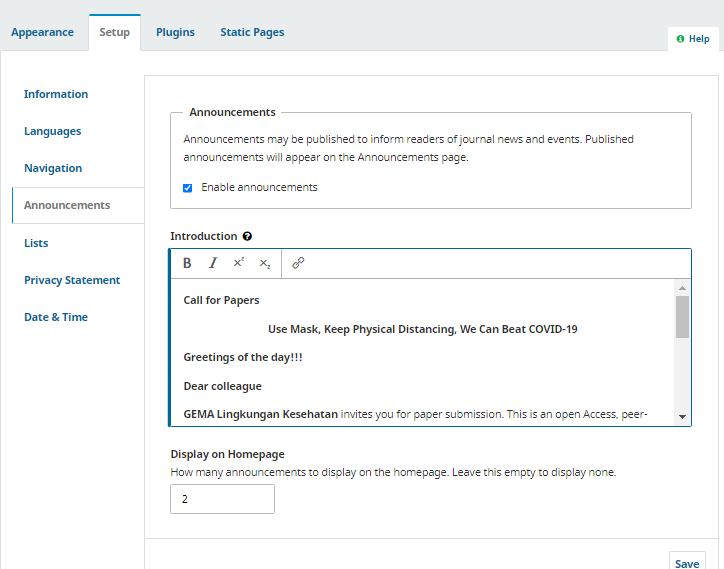 Appearance Setup Plugins Static Pages
Help
Information
Languages
Navigation
Announcements
Lists
Privacy Statement
Date & Time
Announcements
Announcements may be published to inform readers of journal news and events. Published
announcements will appear on the Announcements page.
Enable announcements
Introduction
B I x² x₂
Call for Papers
Use Mask, Keep Physical Distancing, We Can Beat COVID-19
Greetings of the day!!!
Dear colleague
GEMA Lingkungan Kesehatan invites you for paper submission. This is an open Access, peer-
Display on Homepage
How many announcements to display on the homepage. Leave this empty to display none.
2
Save